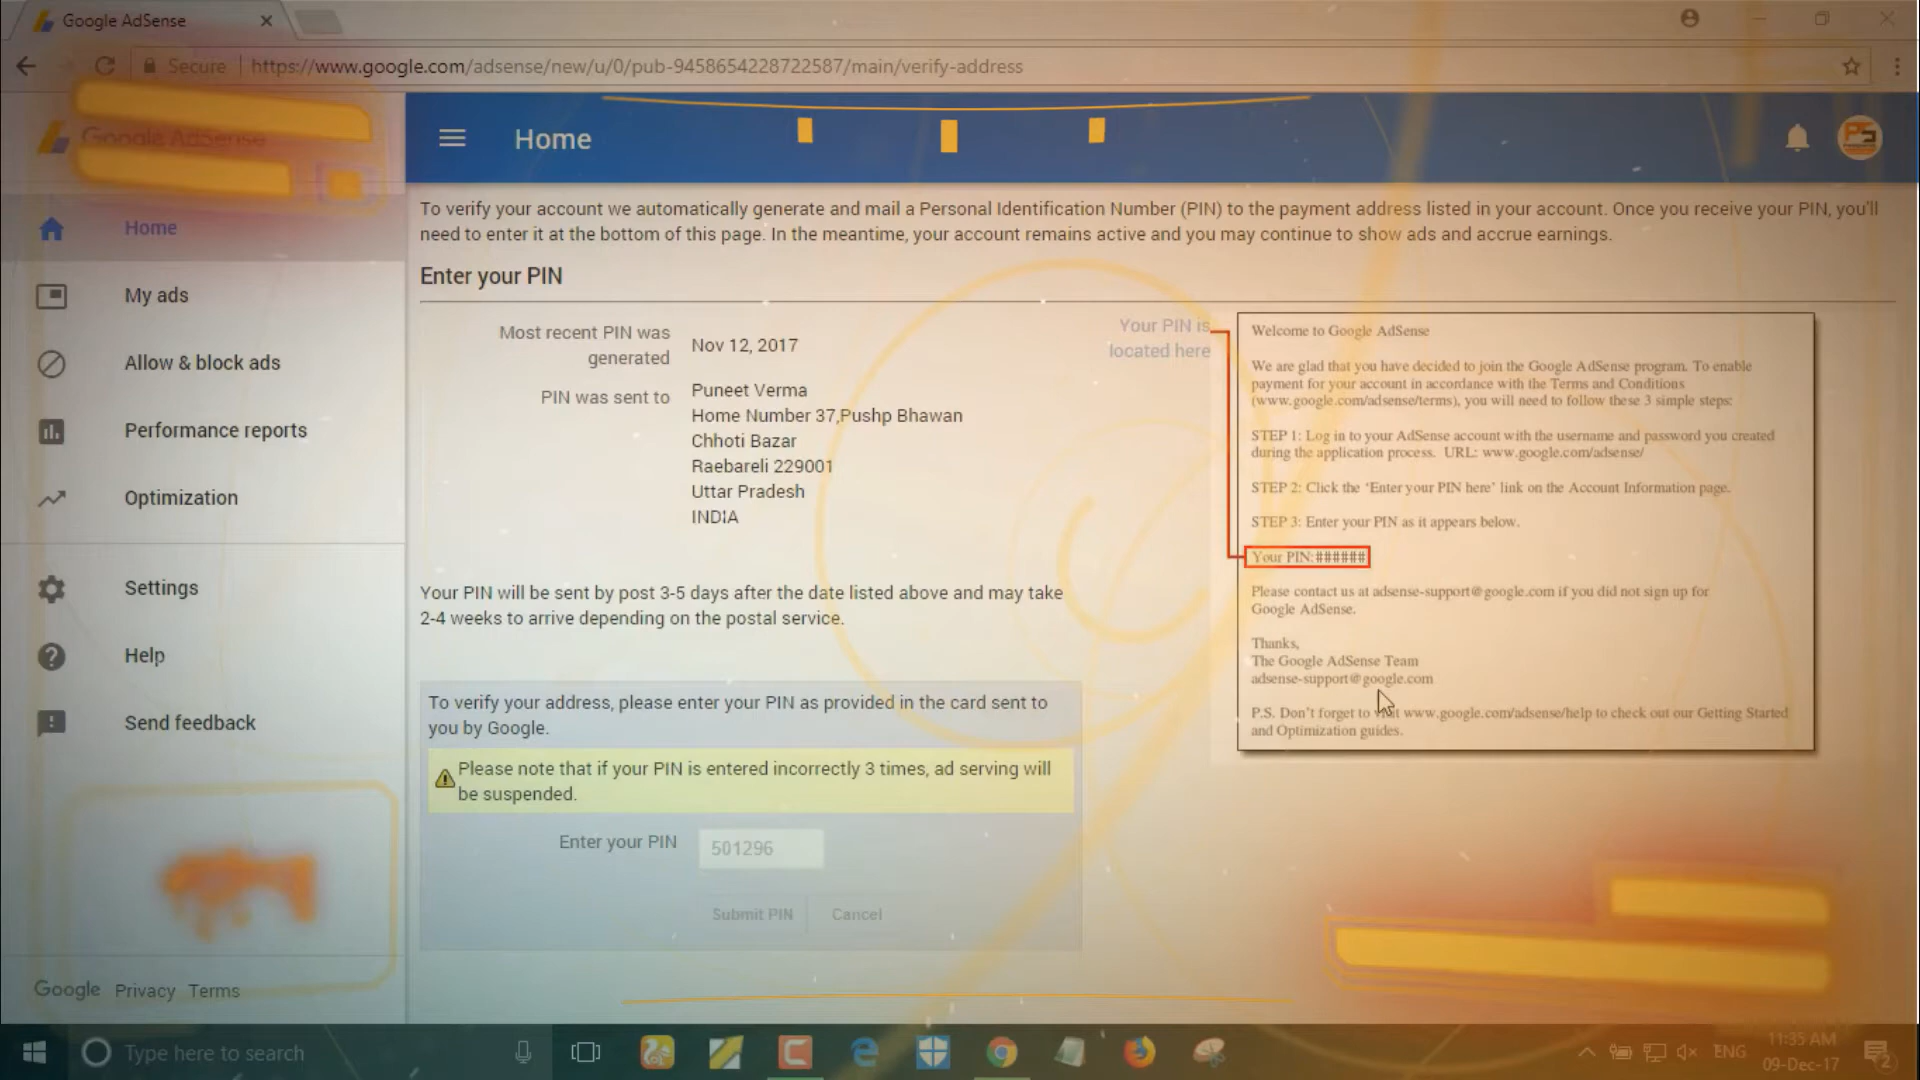 Google AdSense
Secure
https://www.google.com/adsense/new/u/0/pub-9458654228722587/main/verify-address
Google AdSense
Home
Home
My ads
Allow & block ads
Performance reports
Optimization
Settings
Help
Send feedback
Google Privacy Terms
To verify your account we automatically generate and mail a Personal Identification Number (PIN) to the payment address listed in your account. Once you receive your PIN, you'll
need to enter it at the bottom of this page. In the meantime, your account remains active and you may continue to show ads and accrue earnings.
Enter your PIN
Most recent PIN was
generated
Nov 12, 2017
PIN was sent to
Puneet Verma
Home Number 37,Pushp Bhawan
Chhoti Bazar
Raebareli 229001
Uttar Pradesh
INDIA
Your PIN will be sent by post 3-5 days after the date listed above and may take
2-4 weeks to arrive depending on the postal service.
To verify your address, please enter your PIN as provided in the card sent to
you by Google.
Please note that if your PIN is entered incorrectly 3 times, ad serving will
be suspended.
Enter your PIN
501296
Submit PIN
Cancel
Your PIN is
located here
Welcome to Google AdSense
We are glad that you have decided to join the Google AdSense program. To enable
payment for your account in accordance with the Terms and Conditions
(www.google.com/adsense/terms), you will need to follow these 3 simple steps:
STEP 1: Log in to your AdSense account with the username and password you created
during the application process. URL: www.google.com/adsense/
STEP 2: Click the 'Enter your PIN here' link on the Account Information page.
STEP 3: Enter your PIN as it appears below.
Your PIN:######
Please contact us at adsense-support@google.com if you did not sign up for
Google AdSense.
Thanks,
The Google AdSense Team
adsense-support@google.com
P.S. Don't forget to visit www.google.com/adsense/help to check out our Getting Started
and Optimization guides.
Type here to search
ENG
11:35 AM
09-Dec-17
2